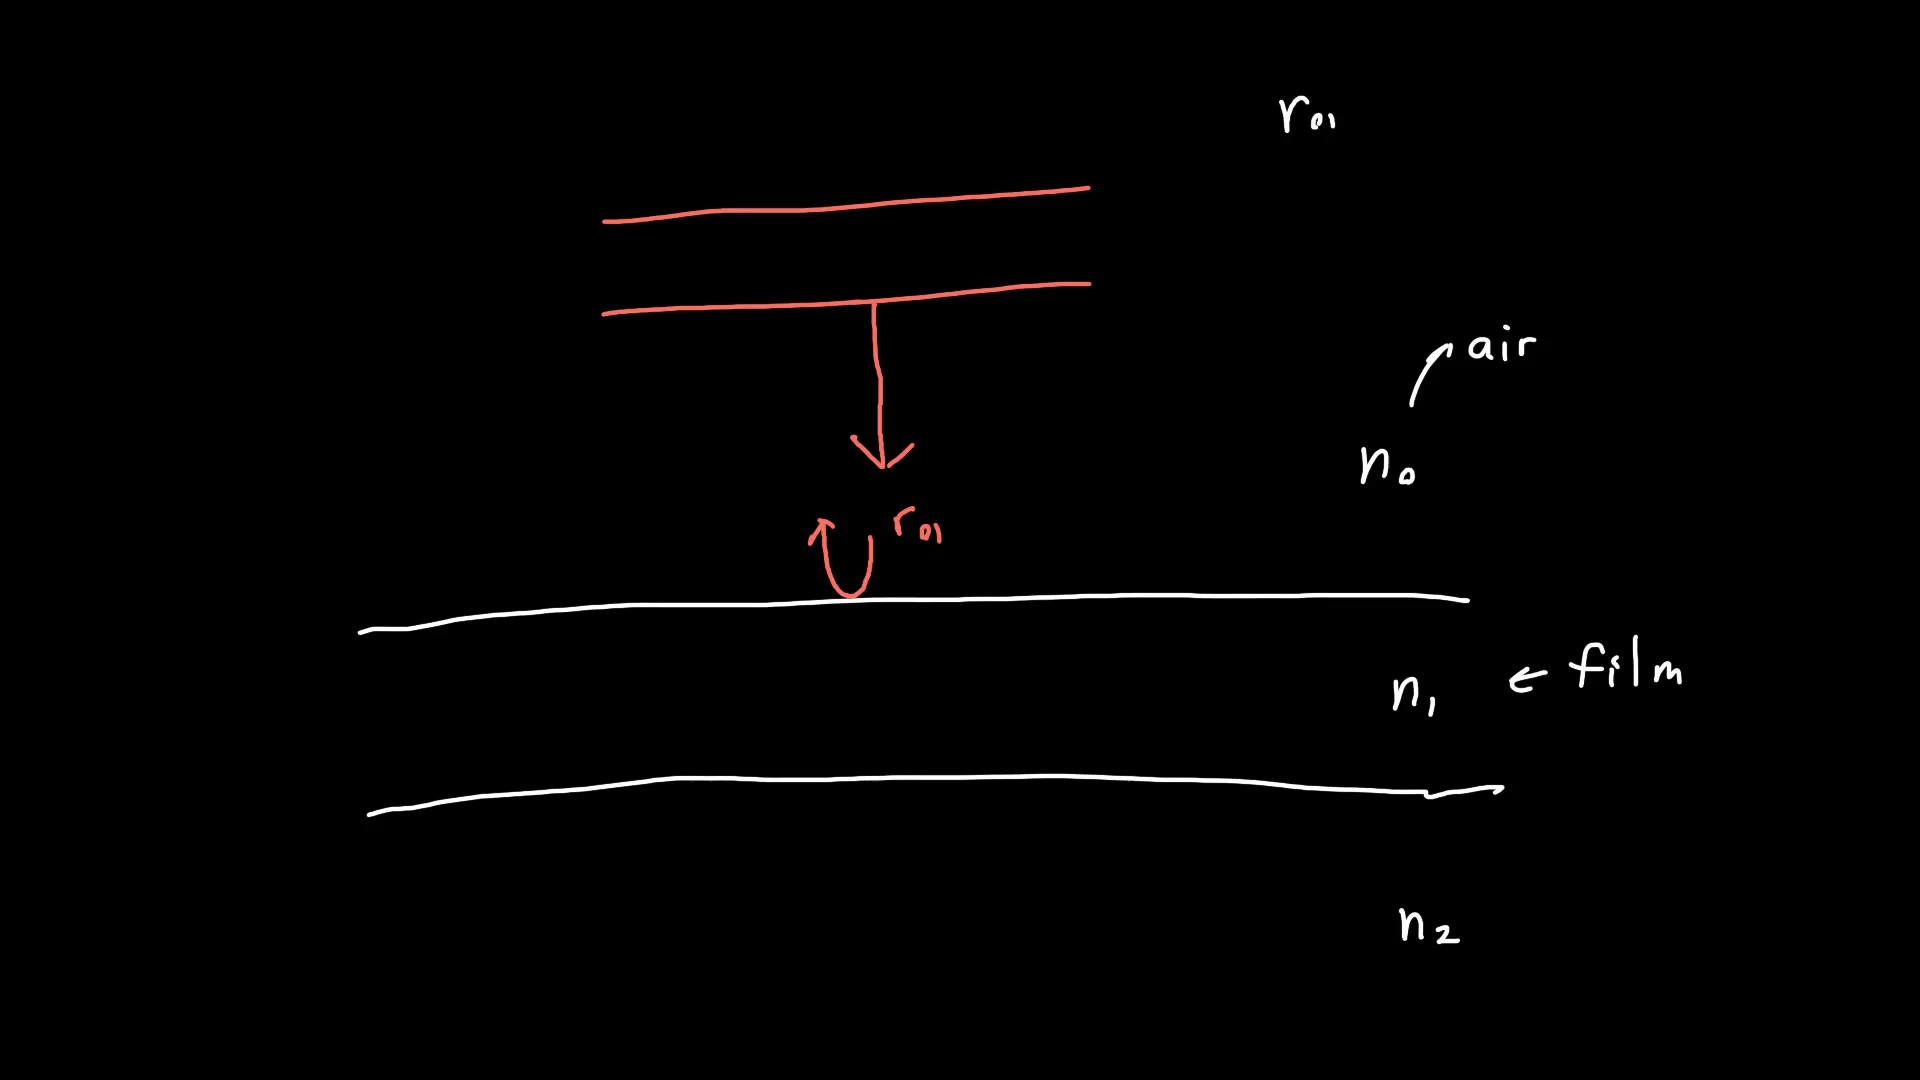 r₀₁
air
n₀
r₀₁
n₁ ← film
n₂